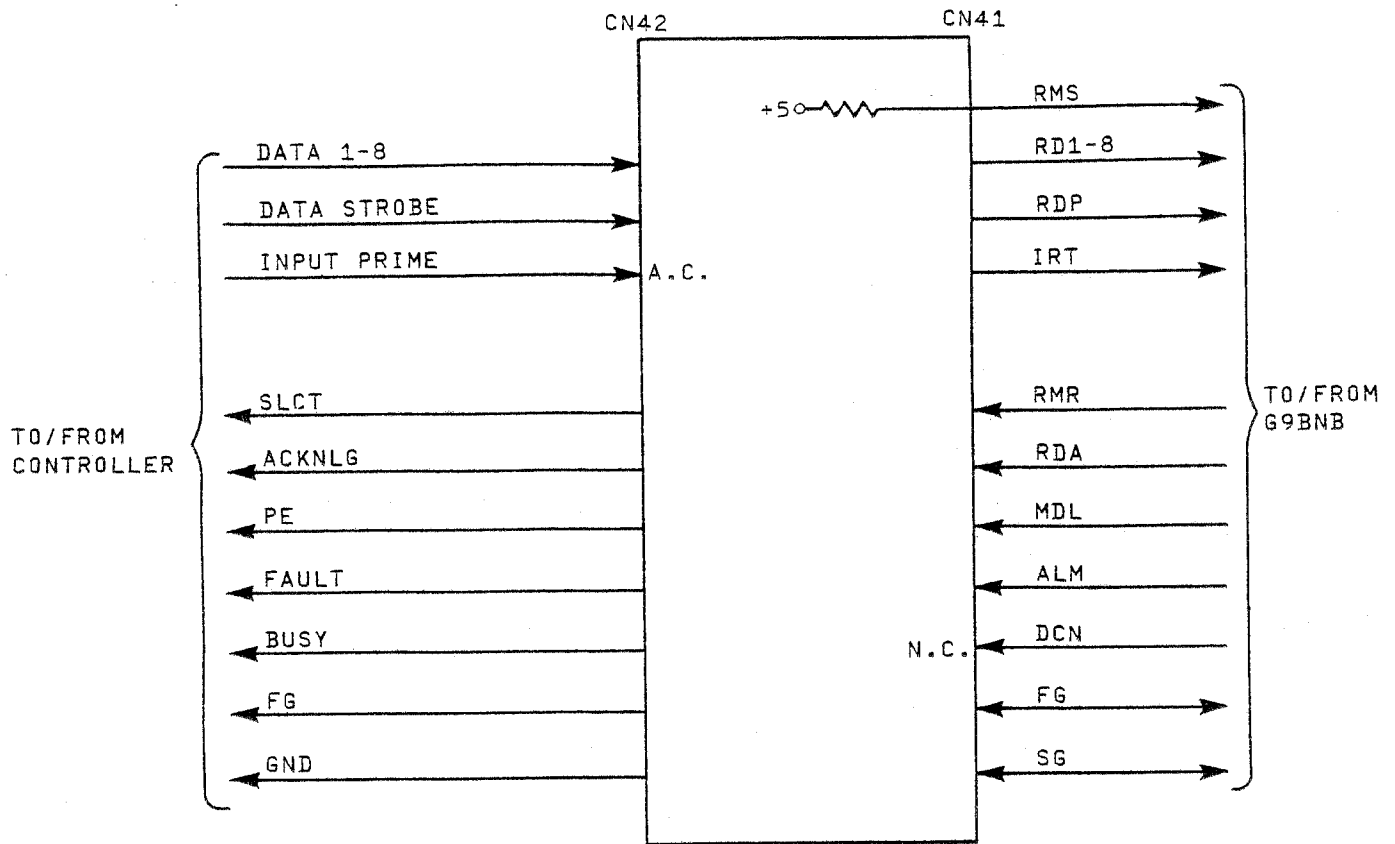 CN42
CN41
+5
RMS
DATA 1-8
RD1-8
DATA STROBE
RDP
INPUT PRIME
A.C.
IRT
SLCT
RMR
TO/FROM
CONTROLLER
TO/FROM
G9BNB
ACKNLG
RDA
PE
MDL
FAULT
ALM
BUSY
N.C.
DCN
FG
FG
GND
SG